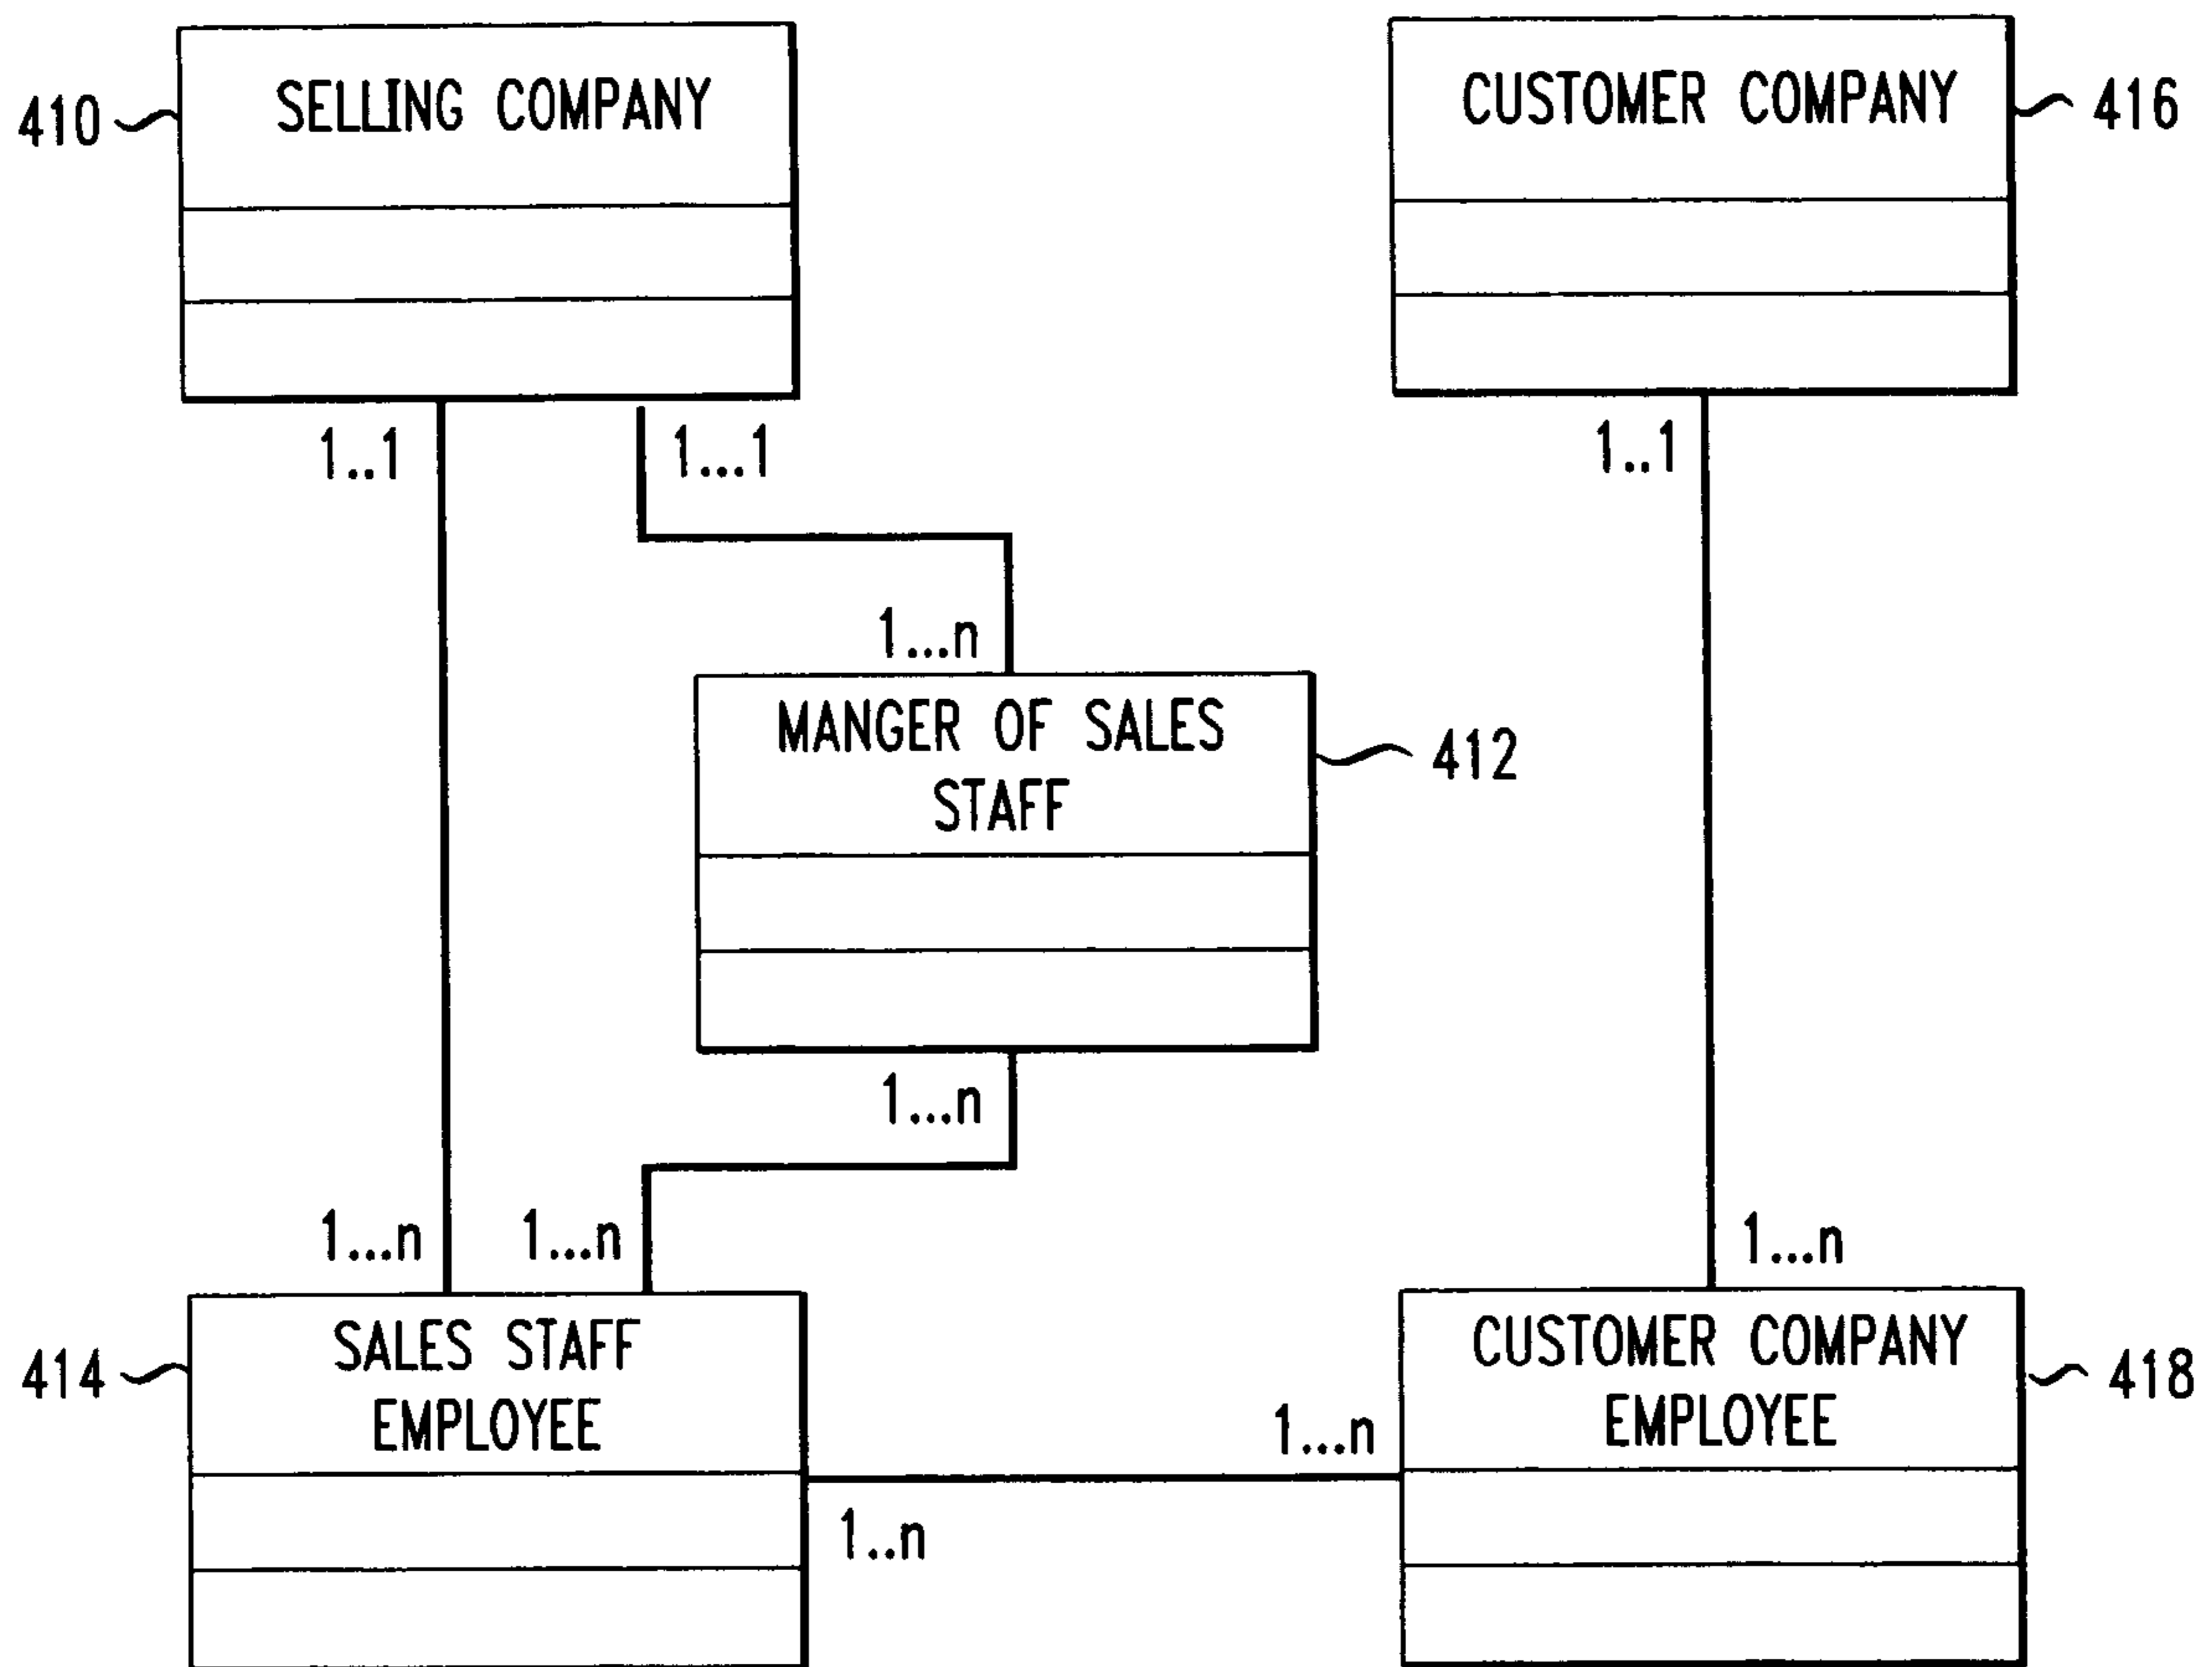 SELLING COMPANY
410
CUSTOMER COMPANY
416
1..1
1...1
1..1
1...n
MANGER OF SALES
STAFF
412
1...n
1...n
1...n
1...n
SALES STAFF
EMPLOYEE
414
CUSTOMER COMPANY
EMPLOYEE
418
1...n
1..n